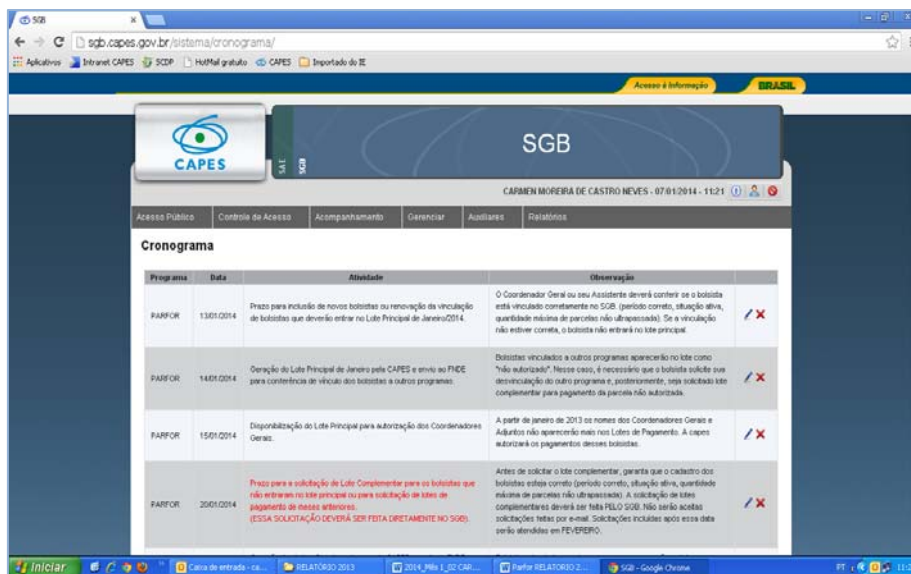 SGB
sgb.capes.gov.br/sistema/cronograma/
Aplicativos Intranet CAPES SCDP HotMail gratuito CAPES Importado do IE
Acesso à Informação BRASIL
CAPES
SAE
SGB
SGB
CARMEN MOREIRA DE CASTRO NEVES - 07/01/2014 - 11:21
Acesso Público Controle de Acesso Acompanhamento Gerenciar Auxiliares Relatórios
Cronograma
Programa Data Atividade Observação
PARFOR 13/01/2014
Prazo para inclusão de novos bolsistas ou renovação da vinculação
de bolsistas que deverão entrar no Lote Principal de Janeiro/2014.
O Coordenador Geral ou seu Assistente deverá conferir se o bolsista
está vinculado corretamente no SGB. (período correto, situação ativa,
quantidade máxima de parcelas não ultrapassada). Se a vinculação
não estiver correta, o bolsista não entrará no lote principal.
PARFOR 14/01/2014
Geração do Lote Principal de Janeiro pela CAPES e envio ao FNDE
para conferência de vínculo dos bolsistas a outros programas.
Bolsistas vinculados a outros programas aparecerão no lote como
"não autorizado". Nesse caso, é necessário que o bolsista solicite sua
desvinculação do outro programa e, posteriormente, seja solicitado lote
complementar para pagamento da parcela não autorizada.
PARFOR 15/01/2014
Disponibilização do Lote Principal para autorização dos Coordenadores
Gerais.
A partir de janeiro de 2013 os nomes dos Coordenadores Gerais e
Adjuntos não aparecerão mais nos Lotes de Pagamento. A capes
autorizará os pagamentos desses bolsistas.
PARFOR 20/01/2014
Prazo para a solicitação de Lote Complementar para os bolsistas que
não entraram no lote principal ou para solicitação de lotes de
pagamento de meses anteriores.
(ESSA SOLICITAÇÃO DEVERÁ SER FEITA DIRETAMENTE NO SGB).
Antes de solicitar o lote complementar, garanta que o cadastro dos
bolsistas esteja correto (período correto, situação ativa, quantidade
máxima de parcelas não ultrapassada). A solicitação de lotes
complementares deverá ser feita PELO SGB. Não serão aceitas
solicitações feitas por e-mail. Solicitações incluídas após essa data
serão atendidas em FEVEREIRO.
Iniciar Caixa de entrada - ca... RELATÓRIO 2013 2014_Mês 1_02 CAR... Parfor RELATORIO 2... SGB - Google Chrome PT